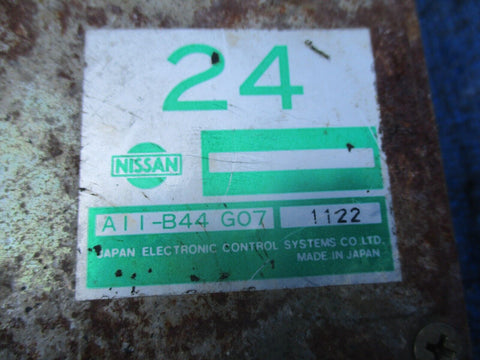 24
NISSAN
A11-B44 G07 1122
JAPAN ELECTRONIC CONTROL SYSTEMS CO LTD.
MADE IN JAPAN